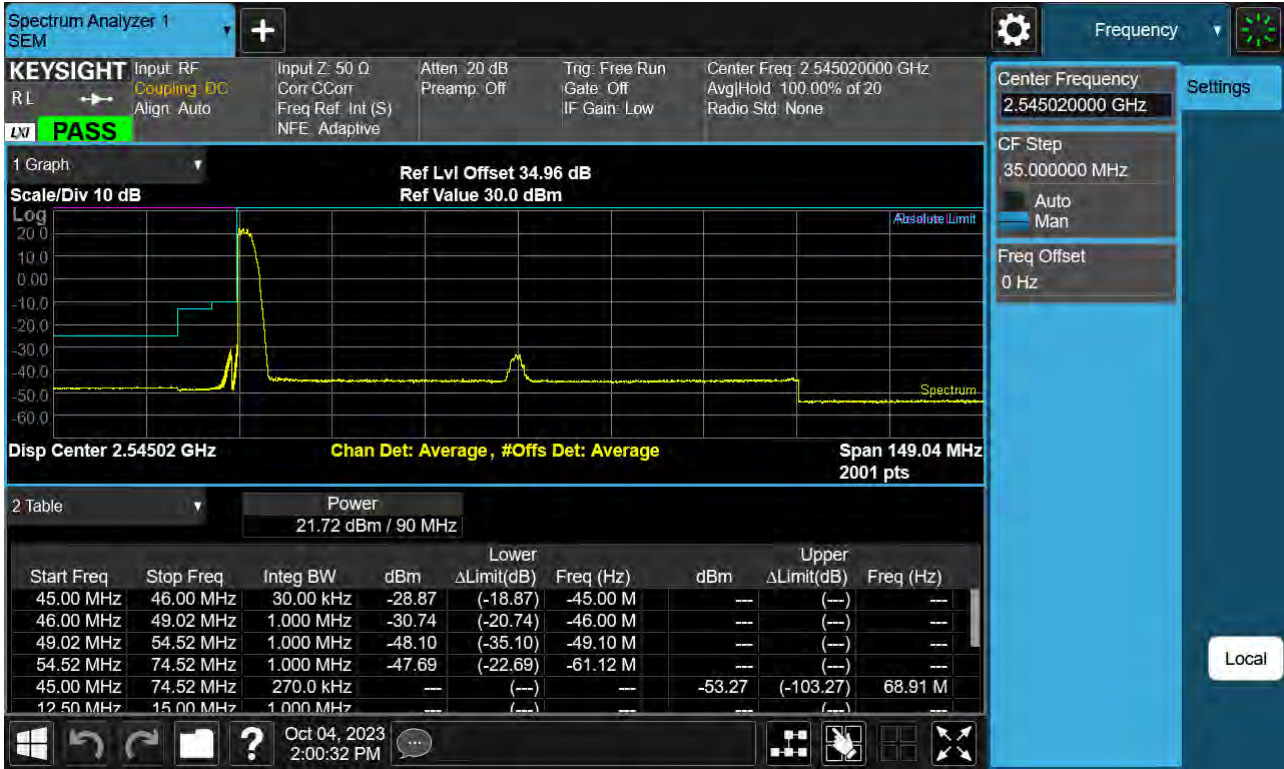 Spectrum Analyzer 1
SEM
Frequency
KEYSIGHT
R L
LXI
PASS
Input: RF
Coupling: DC
Align: Auto
Input Z: 50 Ω
Corr CCorr
Freq Ref: Int (S)
NFE: Adaptive
Atten: 20 dB
Preamp: Off
Trig: Free Run
Gate: Off
IF Gain: Low
Center Freq: 2.545020000 GHz
Avg|Hold: 100.00% of 20
Radio Std: None
Center Frequency
2.545020000 GHz
Settings
CF Step
35.000000 MHz
Auto
Man
Freq Offset
0 Hz
Local
1 Graph
Scale/Div 10 dB
Ref Lvl Offset 34.96 dB
Ref Value 30.0 dBm
Log
20.0
10.0
0.00
-10.0
-20.0
-30.0
-40.0
-50.0
-60.0
Limit
Spectrum
Disp Center 2.54502 GHz
Chan Det: Average, #Offs Det: Average
Span 149.04 MHz
2001 pts
2 Table
Power
21.72 dBm / 90 MHz
Lower Upper
Start Freq Stop Freq Integ BW dBm ΔLimit(dB) Freq (Hz) dBm ΔLimit(dB) Freq (Hz)
45.00 MHz 46.00 MHz 30.00 kHz -28.87 (-18.87) -45.00 M --- (---) ---
46.00 MHz 49.02 MHz 1.000 MHz -30.74 (-20.74) -46.00 M --- (---) ---
49.02 MHz 54.52 MHz 1.000 MHz -48.10 (-35.10) -49.10 M --- (---) ---
54.52 MHz 74.52 MHz 1.000 MHz -47.69 (-22.69) -61.12 M --- (---) ---
45.00 MHz 74.52 MHz 270.0 kHz --- (---) --- -53.27 (-103.27) 68.91 M
12.50 MHz 15.00 MHz 1.000 MHz --- (---) --- --- (---) ---
Oct 04, 2023
2:00:32 PM